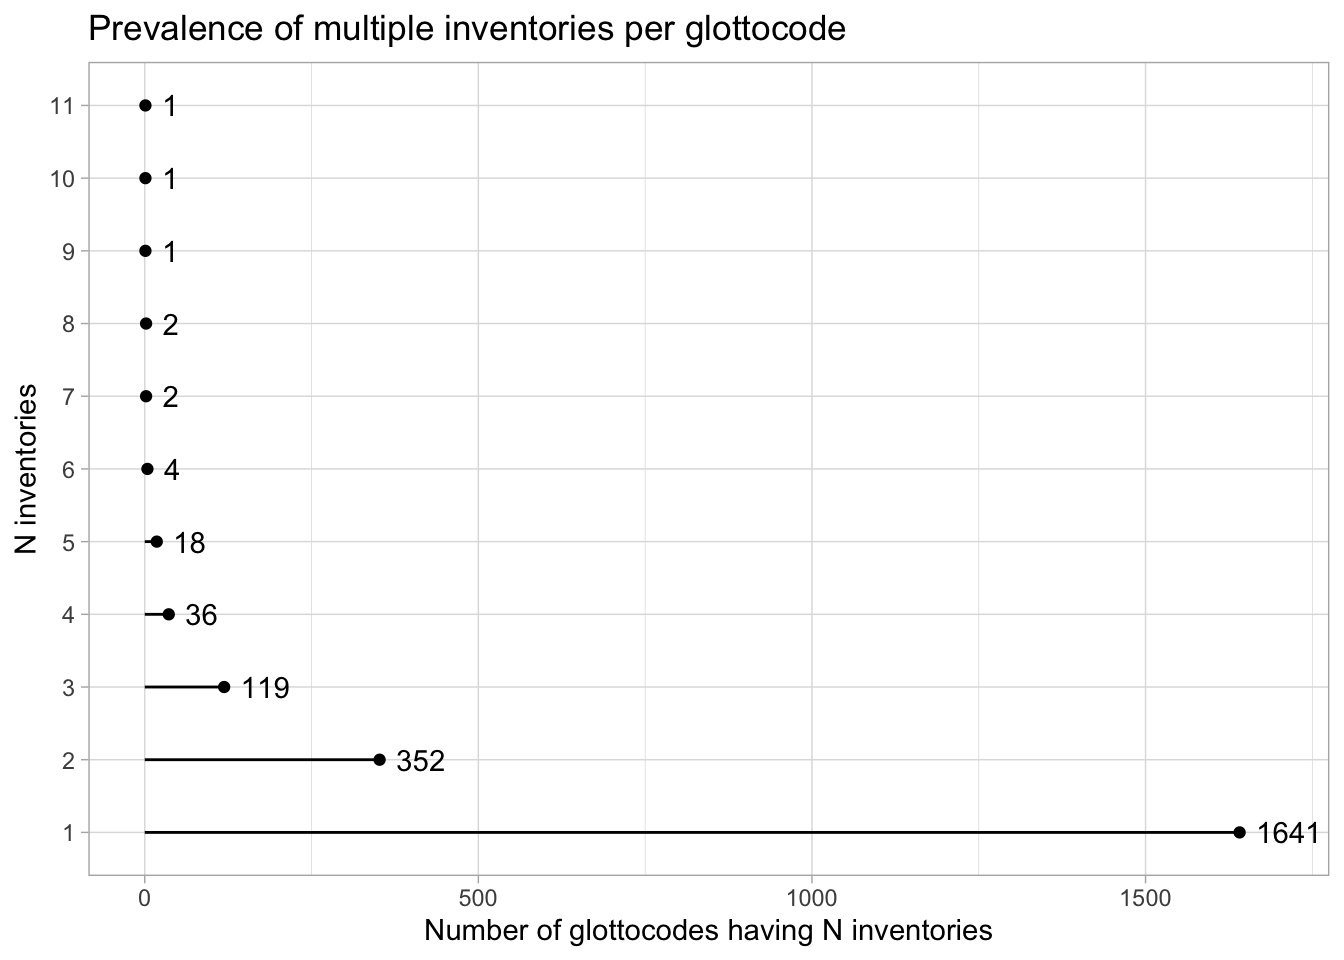 Prevalence of multiple inventories per glottocode
11 1
10 1
9 1
8 2
7 2
6 4
5 18
4 36
3 119
2 352
1 1641
N inventories
0 500 1000 1500
Number of glottocodes having N inventories